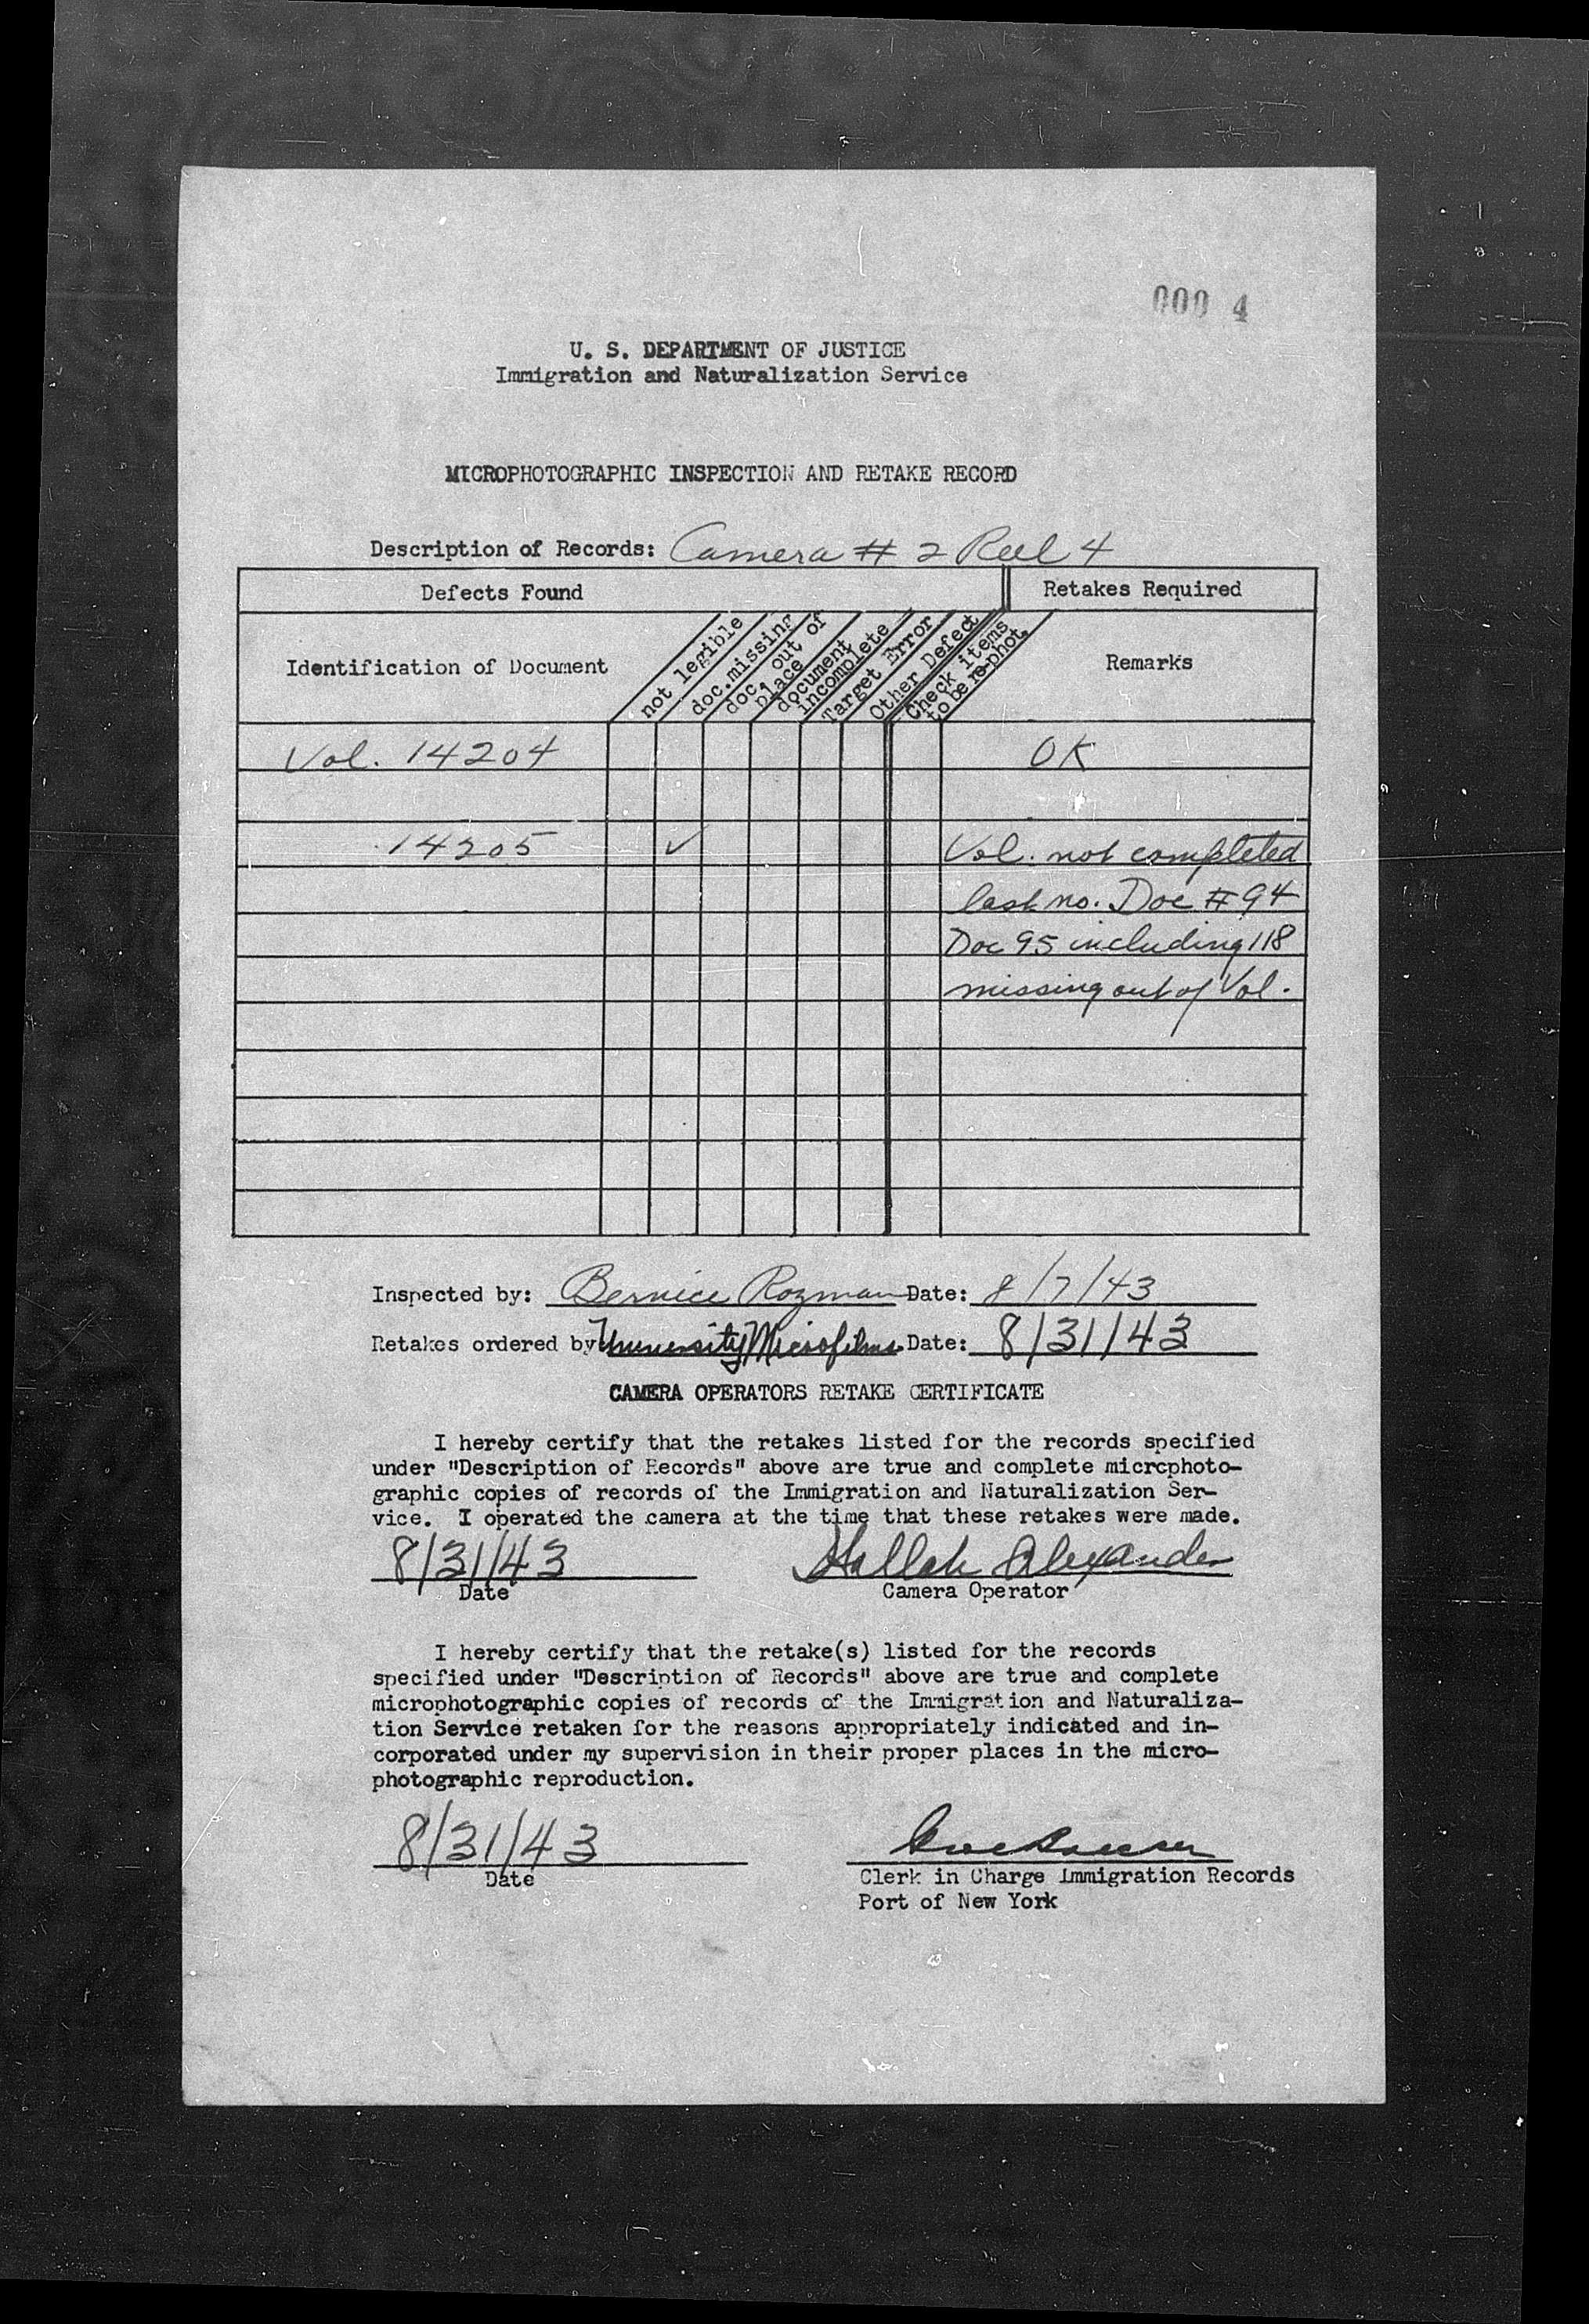 000 4
U. S. DEPARTMENT OF JUSTICE
Immigration and Naturalization Service
MICROPHOTOGRAPHIC INSPECTION AND RETAKE RECORD
Description of Records: Camera # 2 Reel 4
Defects Found
Retakes Required
Identification of Document
not legible
doc. missing
doc. out of
place
document
incomplete
Target Error
Other Defect
Check items
to be re-phot.
Remarks
Vol. 14204 OK
14205 ✓ Vol. not completed
last no. Doc # 94
Doc 95 including 118
missing out of Vol.
Inspected by: Bernice Rozman Date: 8/7/43
Retakes ordered by University Microfilms Date: 8/31/43
CAMERA OPERATORS RETAKE CERTIFICATE
I hereby certify that the retakes listed for the records specified
under "Description of Records" above are true and complete microphoto-
graphic copies of records of the Immigration and Naturalization Ser-
vice. I operated the camera at the time that these retakes were made.
8/31/43 Alexander
Date Camera Operator
I hereby certify that the retake(s) listed for the records
specified under "Description of Records" above are true and complete
microphotographic copies of records of the Immigration and Naturaliza-
tion Service retaken for the reasons appropriately indicated and in-
corporated under my supervision in their proper places in the micro-
photographic reproduction.
8/31/43
Date Clerk in Charge Immigration Records
Port of New York